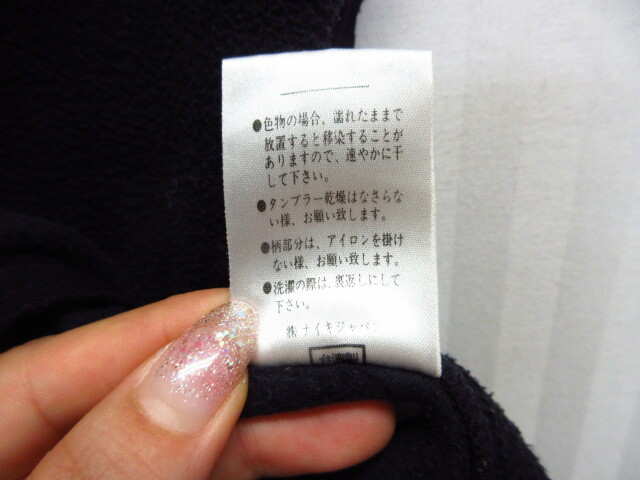 ●色物の場合、濡れたままで
放置すると移染することが
ありますので、速やかに干
して下さい。
●タンブラー乾燥はなさらな
い様、お願い致します。
●柄部分は、アイロンを掛け
ない様、お願い致します。
●洗濯の際は、裏返しにして
下さい。
㈱ナイキジャパン
台湾製